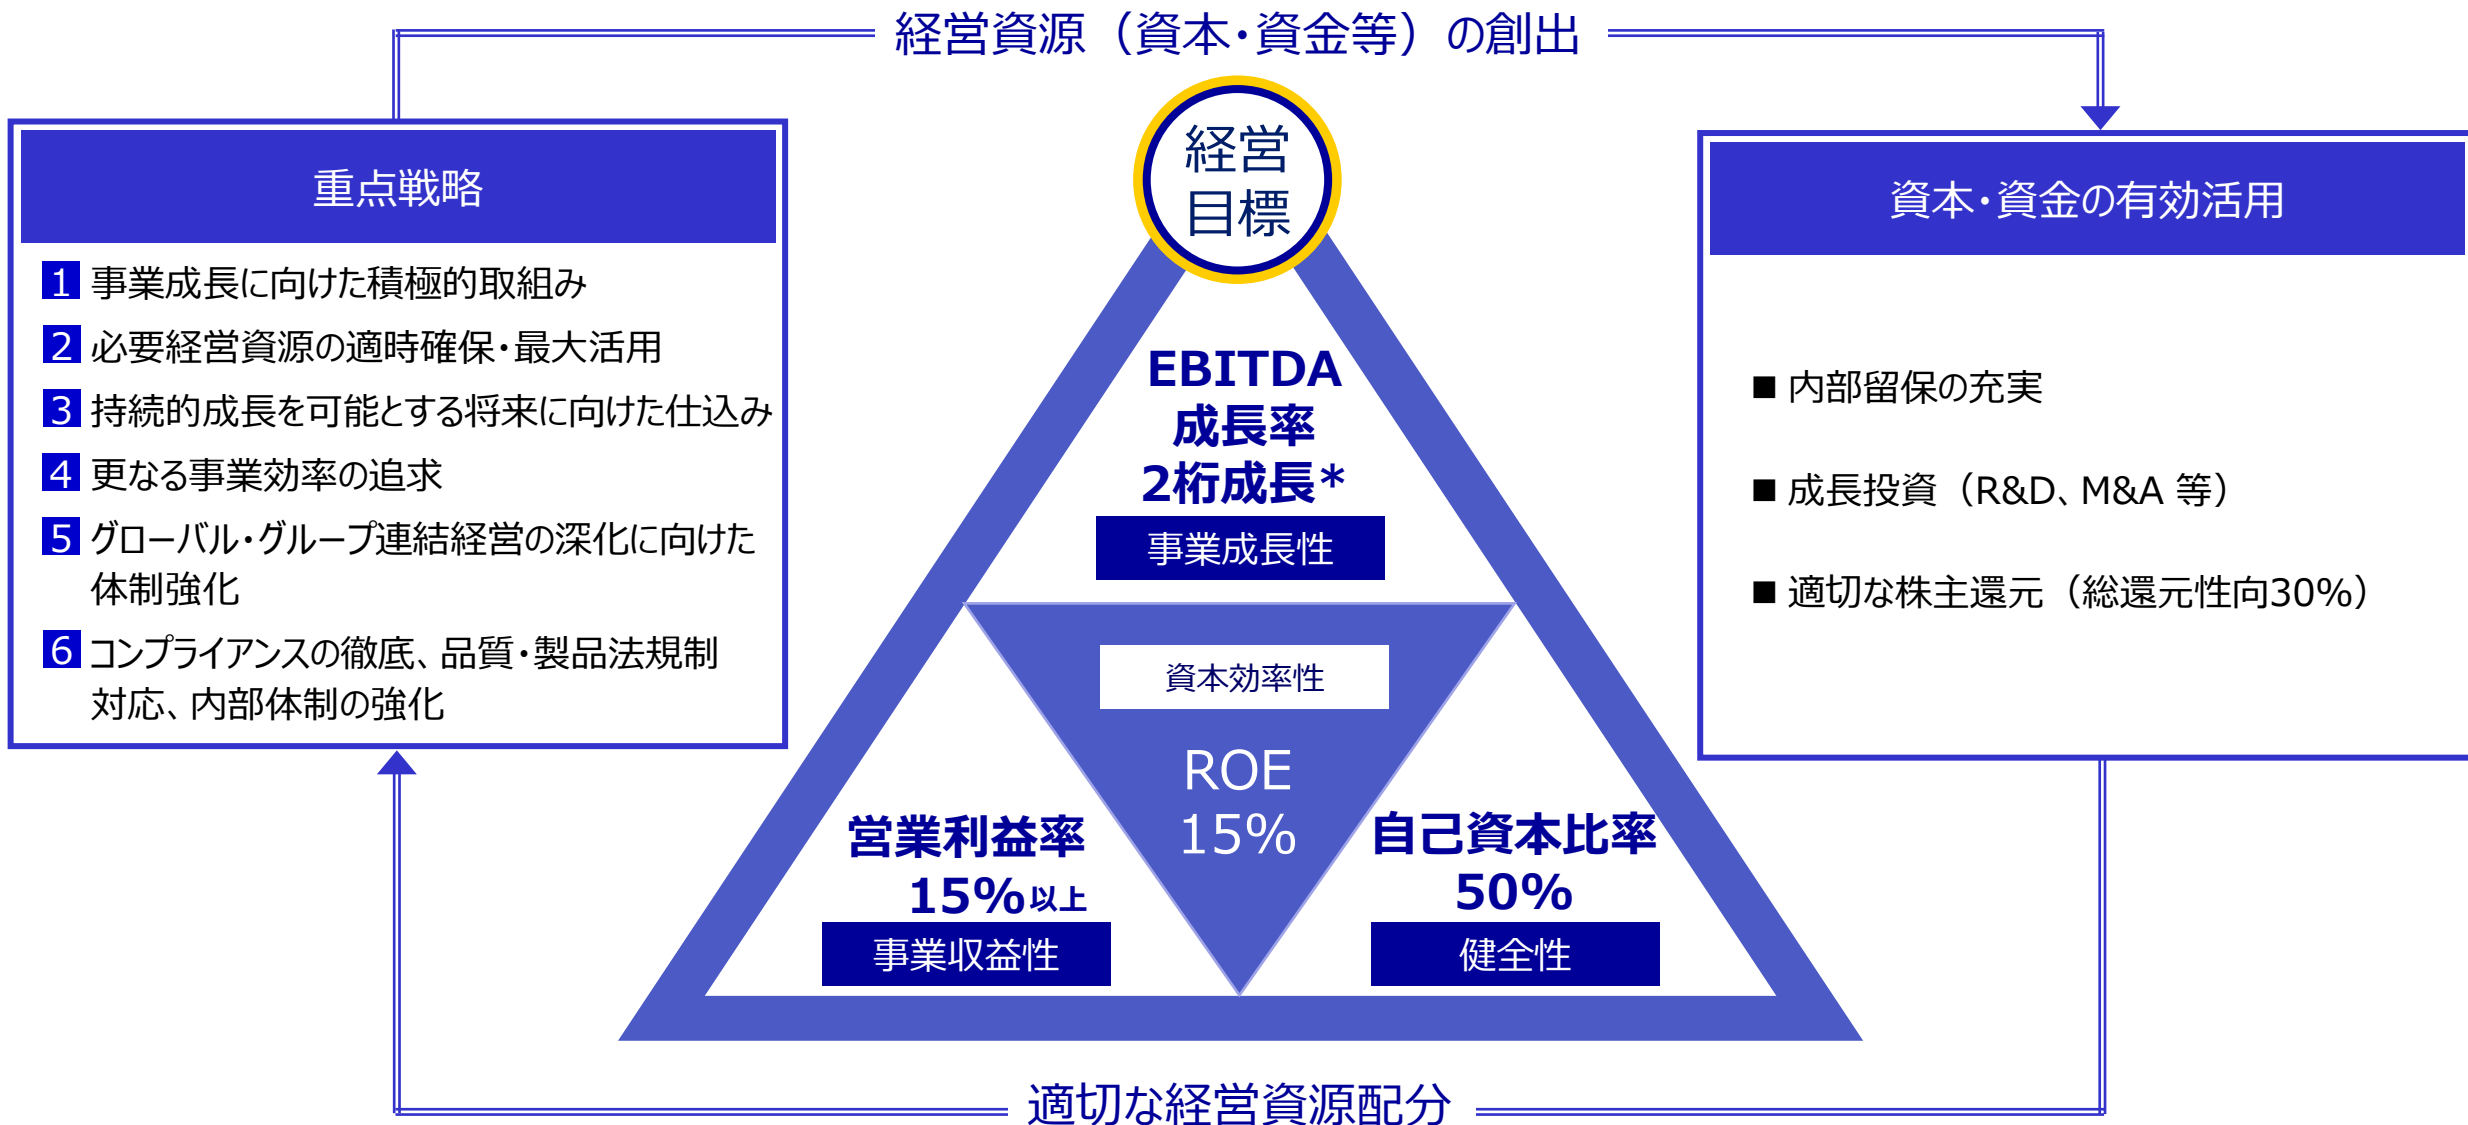 経営資源（資本・資金等）の創出
重点戦略
1 事業成長に向けた積極的取組み
2 必要経営資源の適時確保・最大活用
3 持続的成長を可能とする将来に向けた仕込み
4 更なる事業効率の追求
5 グローバル・グループ連結経営の深化に向けた
体制強化
6 コンプライアンスの徹底、品質・製品法規制
対応、内部体制の強化
経営
目標
EBITDA
成長率
2桁成長*
事業成長性
資本効率性
ROE
15%
営業利益率
15%以上
事業収益性
自己資本比率
50%
健全性
資本・資金の有効活用
■ 内部留保の充実
■ 成長投資（R&D、M&A 等）
■ 適切な株主還元（総還元性向30%）
適切な経営資源配分